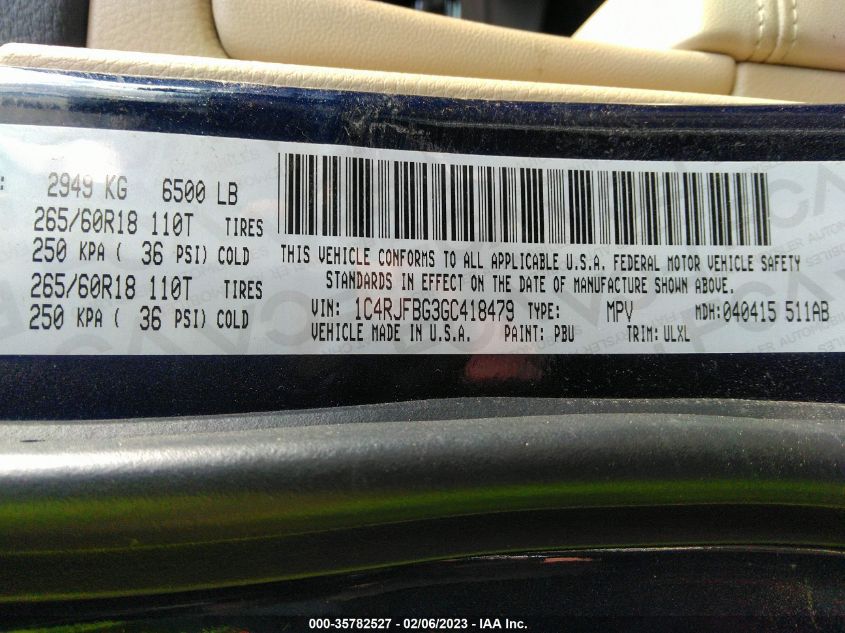 2949 KG 6500 LB
265/60R18 110T TIRES
250 KPA ( 36 PSI) COLD
265/60R18 110T TIRES
250 KPA ( 36 PSI) COLD
THIS VEHICLE CONFORMS TO ALL APPLICABLE U.S.A. FEDERAL MOTOR VEHICLE SAFETY
STANDARDS IN EFFECT ON THE DATE OF MANUFACTURE SHOWN ABOVE.
VIN: 1C4RJFBG3GC418479 TYPE: MPV MDH:040415 511AB
VEHICLE MADE IN U.S.A. PAINT: PBU TRIM: ULXL
000-35782527 - 02/06/2023 - IAA Inc.